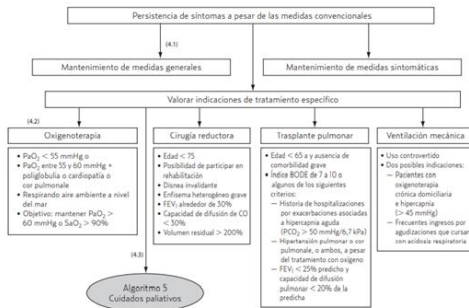 Persistencia de síntomas a pesar de las medidas convencionales
(4.1)
Mantenimiento de medidas generales
Mantenimiento de medidas sintomáticas
Valorar indicaciones de tratamiento específico
(4.2)
Oxigenoterapia
• PaO2 < 55 mmHg o
• PaO2 entre 55 y 60 mmHg +
poliglobulia o cardiopatía o
cor pulmonale
• Respirando aire ambiente a nivel
del mar
• Objetivo: mantener PaO2 >
60 mmHg o SaO2 > 90%
Cirugía reductora
• Edad < 75
• Posibilidad de participar en
rehabilitación
• Disnea invalidante
• Enfisema heterogéneo grave
• FEV1 alrededor de 30%
• Capacidad de difusión de CO
< 30%
• Volumen residual > 200%
Trasplante pulmonar
• Edad < 65 a y ausencia de
comorbilidad grave
• Índice BODE de 7 a 10 o
algunos de los siguientes
criterios:
– Historia de hospitalizaciones
por exacerbaciones asociadas
a hipercapnia aguda
(PCO2 > 50 mmHg/6,7 kPa)
– Hipertensión pulmonar o cor
pulmonale, o ambos, a pesar
del tratamiento con oxígeno
– FEV1 < 25% predicho y
capacidad de difusión
pulmonar < 20% de la
predicha
Ventilación mecánica
• Uso controvertido
• Dos posibles indicaciones:
– Pacientes con
oxigenoterapia
crónica domiciliaria
e hipercapnia
(> 45 mmHg)
– Frecuentes ingresos por
agudizaciones que cursan
con acidosis respiratoria
(4.3)
Algoritmo 5
Cuidados paliativos